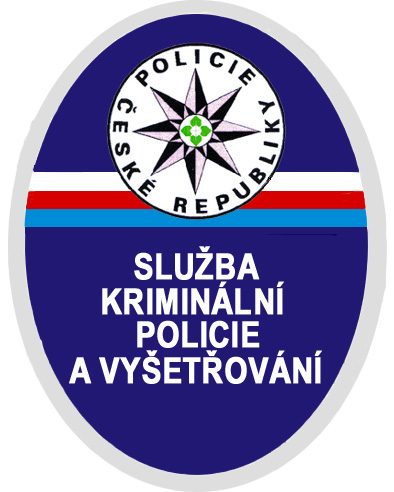 POLICIE
ČESKÉ REPUBLIKY
SLUŽBA
KRIMINÁLNÍ
POLICIE
A VYŠETŘOVÁNÍ